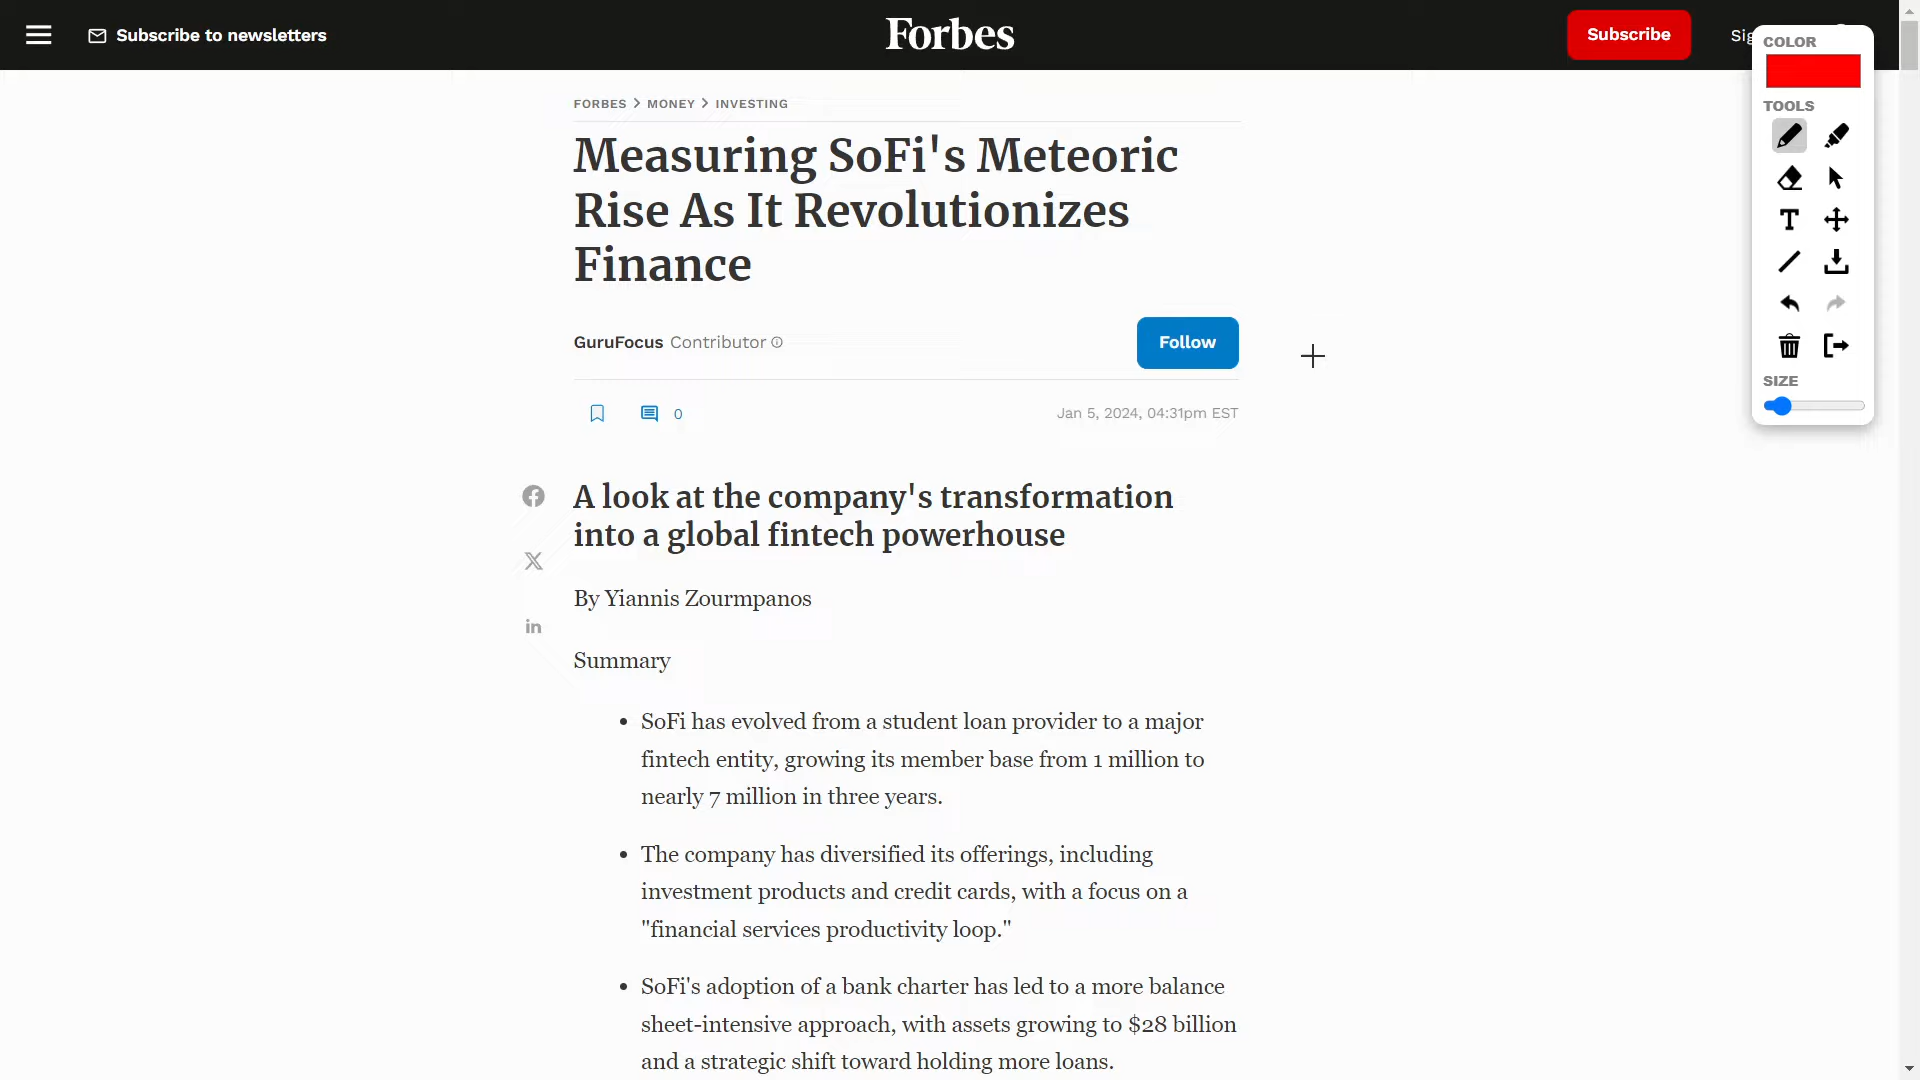 Subscribe to newsletters
Forbes
Subscribe
COLOR
TOOLS
SIZE
FORBES > MONEY > INVESTING
Measuring SoFi's Meteoric
Rise As It Revolutionizes
Finance
GuruFocus Contributor
Follow
0
Jan 5, 2024, 04:31pm EST
A look at the company's transformation
into a global fintech powerhouse
By Yiannis Zourmpanos
Summary
• SoFi has evolved from a student loan provider to a major
fintech entity, growing its member base from 1 million to
nearly 7 million in three years.
• The company has diversified its offerings, including
investment products and credit cards, with a focus on a
"financial services productivity loop."
• SoFi's adoption of a bank charter has led to a more balance
sheet-intensive approach, with assets growing to $28 billion
and a strategic shift toward holding more loans.